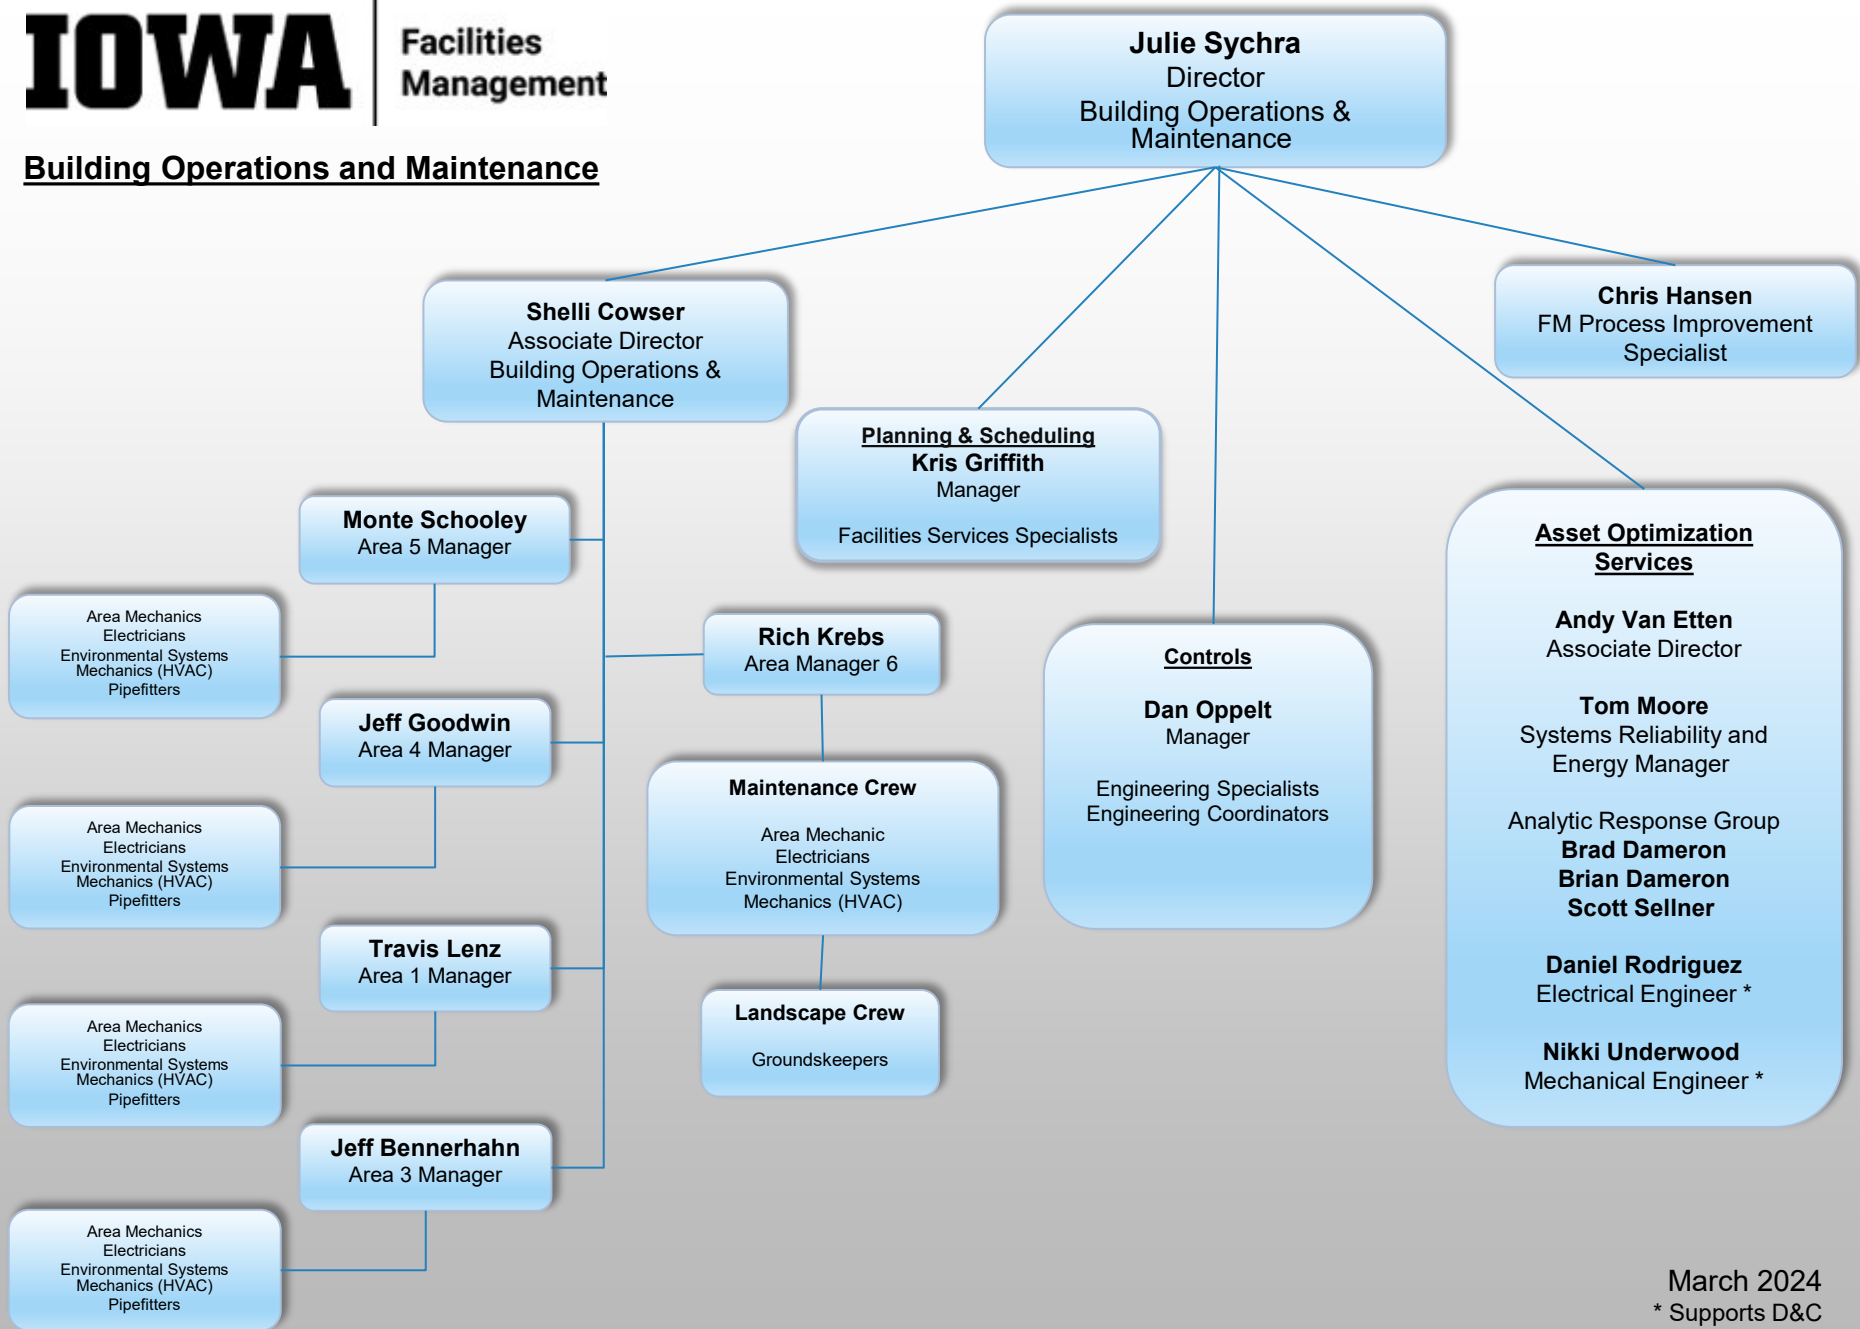 IOWA
Facilities
Management
Building Operations and Maintenance
Julie Sychra
Director
Building Operations &
Maintenance
Shelli Cowser
Associate Director
Building Operations &
Maintenance
Chris Hansen
FM Process Improvement
Specialist
Planning & Scheduling
Kris Griffith
Manager
Facilities Services Specialists
Monte Schooley
Area 5 Manager
Area Mechanics
Electricians
Environmental Systems
Mechanics (HVAC)
Pipefitters
Jeff Goodwin
Area 4 Manager
Area Mechanics
Electricians
Environmental Systems
Mechanics (HVAC)
Pipefitters
Travis Lenz
Area 1 Manager
Area Mechanics
Electricians
Environmental Systems
Mechanics (HVAC)
Pipefitters
Jeff Bennerhahn
Area 3 Manager
Area Mechanics
Electricians
Environmental Systems
Mechanics (HVAC)
Pipefitters
Rich Krebs
Area Manager 6
Maintenance Crew
Area Mechanic
Electricians
Environmental Systems
Mechanics (HVAC)
Landscape Crew
Groundskeepers
Controls
Dan Oppelt
Manager
Engineering Specialists
Engineering Coordinators
Asset Optimization
Services
Andy Van Etten
Associate Director
Tom Moore
Systems Reliability and
Energy Manager
Analytic Response Group
Brad Dameron
Brian Dameron
Scott Sellner
Daniel Rodriguez
Electrical Engineer *
Nikki Underwood
Mechanical Engineer *
March 2024
* Supports D&C